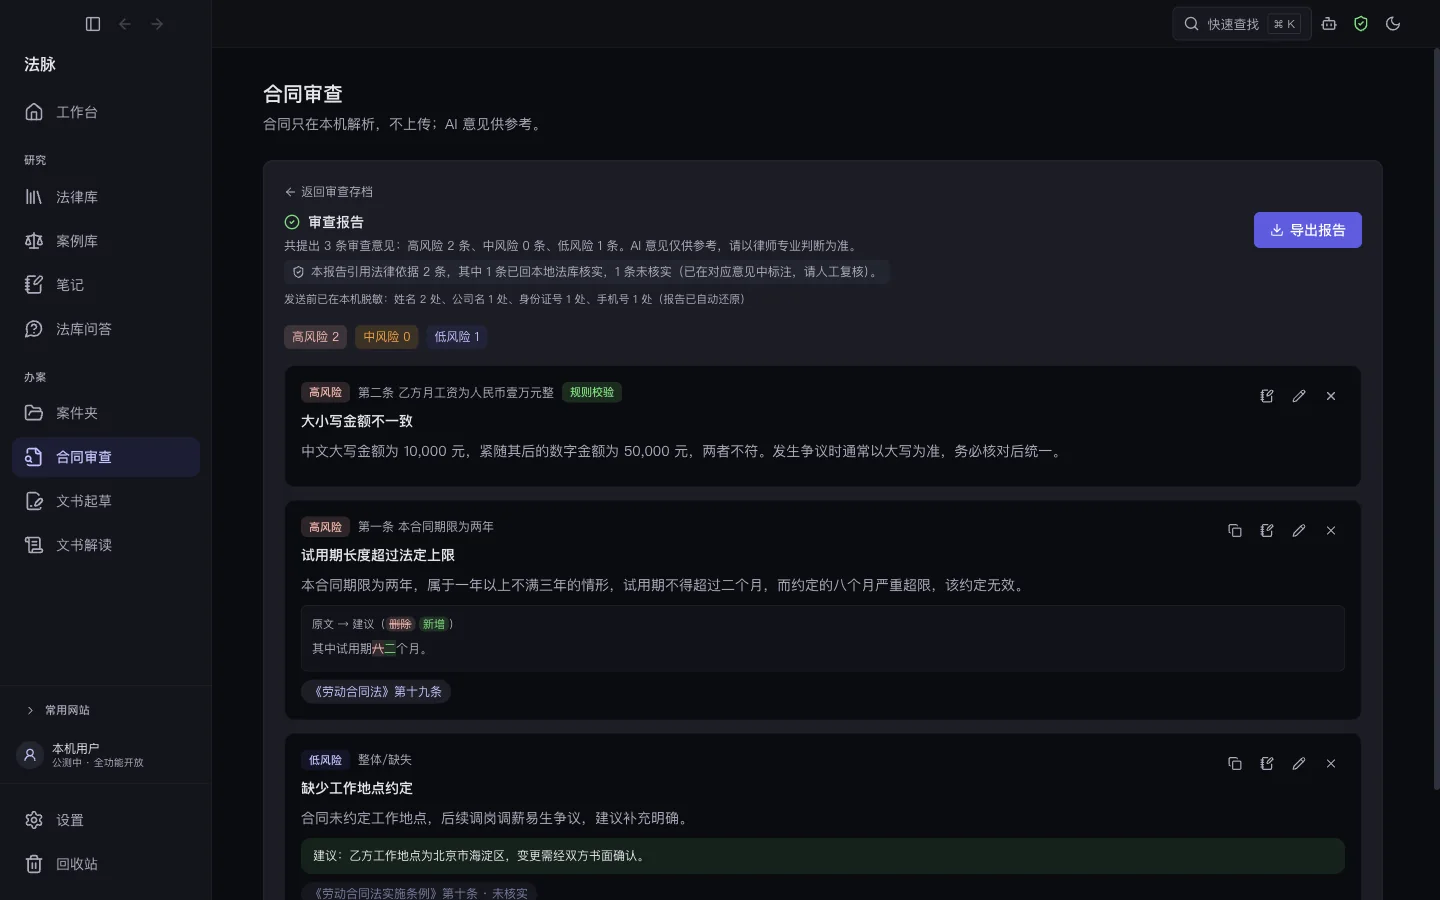 快速查找 ⌘ K
法脉
工作台
研究
法律库
案例库
笔记
法库问答
办案
案件夹
合同审查
文书起草
文书解读
常用网站
本机用户
公测中 · 全功能开放
设置
回收站
合同审查
合同只在本机解析，不上传；AI 意见供参考。
← 返回审查存档
审查报告
导出报告
共提出 3 条审查意见：高风险 2 条、中风险 0 条、低风险 1 条。AI 意见仅供参考，请以律师专业判断为准。
本报告引用法律依据 2 条，其中 1 条已回本地法库核实，1 条未核实（已在对应意见中标注，请人工复核）。
发送前已在本机脱敏：姓名 2 处、公司名 1 处、身份证号 1 处、手机号 1 处（报告已自动还原）
高风险 2 中风险 0 低风险 1
高风险 第二条 乙方月工资为人民币壹万元整 规则校验
大小写金额不一致
中文大写金额为 10,000 元，紧随其后的数字金额为 50,000 元，两者不符。发生争议时通常以大写为准，务必核对后统一。
高风险 第一条 本合同期限为两年
试用期长度超过法定上限
本合同期限为两年，属于一年以上不满三年的情形，试用期不得超过二个月，而约定的八个月严重超限，该约定无效。
原文 → 建议（删除 新增）
其中试用期八二个月。
《劳动合同法》第十九条
低风险 整体/缺失
缺少工作地点约定
合同未约定工作地点，后续调岗调薪易生争议，建议补充明确。
建议：乙方工作地点为北京市海淀区，变更需经双方书面确认。
《劳动合同法实施条例》第十条 · 未核实